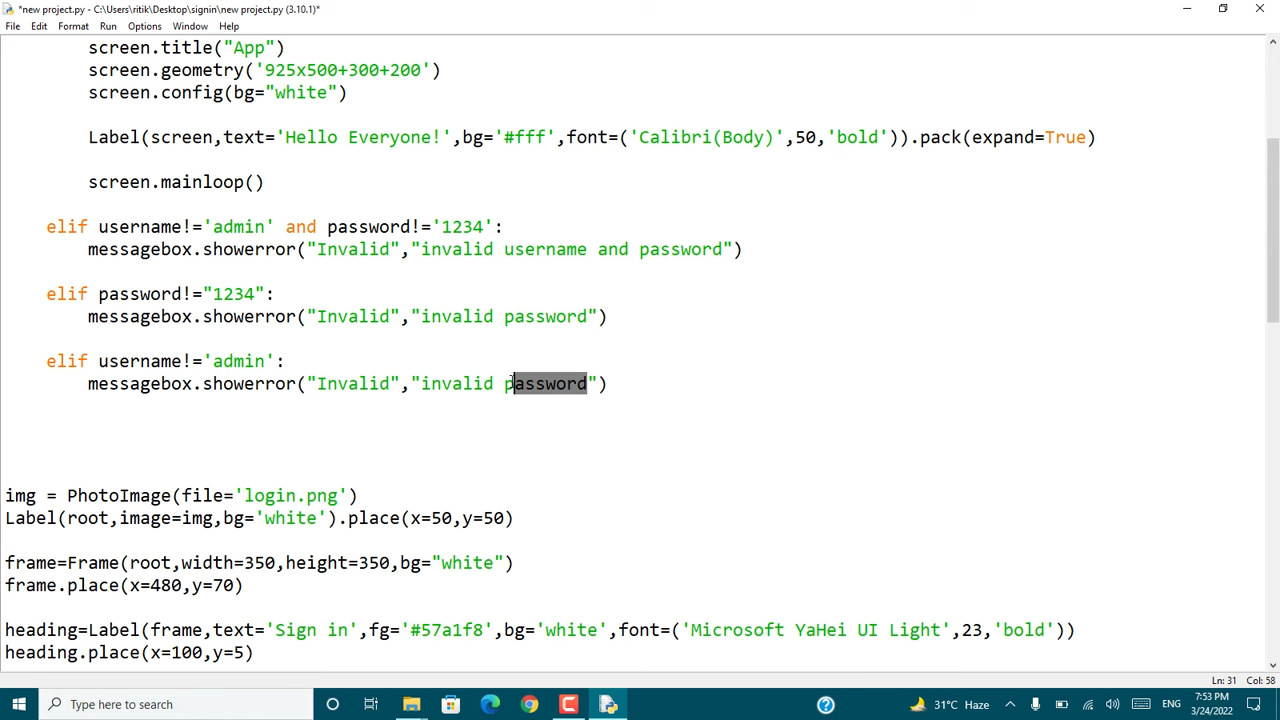 *new project.py - C:\Users\ritik\Desktop\signin\new project.py (3.10.1)*
File Edit Format Run Options Window Help
screen.title("App")
screen.geometry('925x500+300+200')
screen.config(bg="white")
Label(screen,text='Hello Everyone!',bg='#fff',font=('Calibri(Body)',50,'bold')).pack(expand=True)
screen.mainloop()
elif username!='admin' and password!='1234':
messagebox.showerror("Invalid","invalid username and password")
elif password!="1234":
messagebox.showerror("Invalid","invalid password")
elif username!='admin':
messagebox.showerror("Invalid","invalid password")
img = PhotoImage(file='login.png')
Label(root,image=img,bg='white').place(x=50,y=50)
frame=Frame(root,width=350,height=350,bg="white")
frame.place(x=480,y=70)
heading=Label(frame,text='Sign in',fg='#57a1f8',bg='white',font=('Microsoft YaHei UI Light',23,'bold'))
heading.place(x=100,y=5)
Ln: 31 Col: 58
Type here to search
31°C Haze
ENG
7:53 PM
3/24/2022